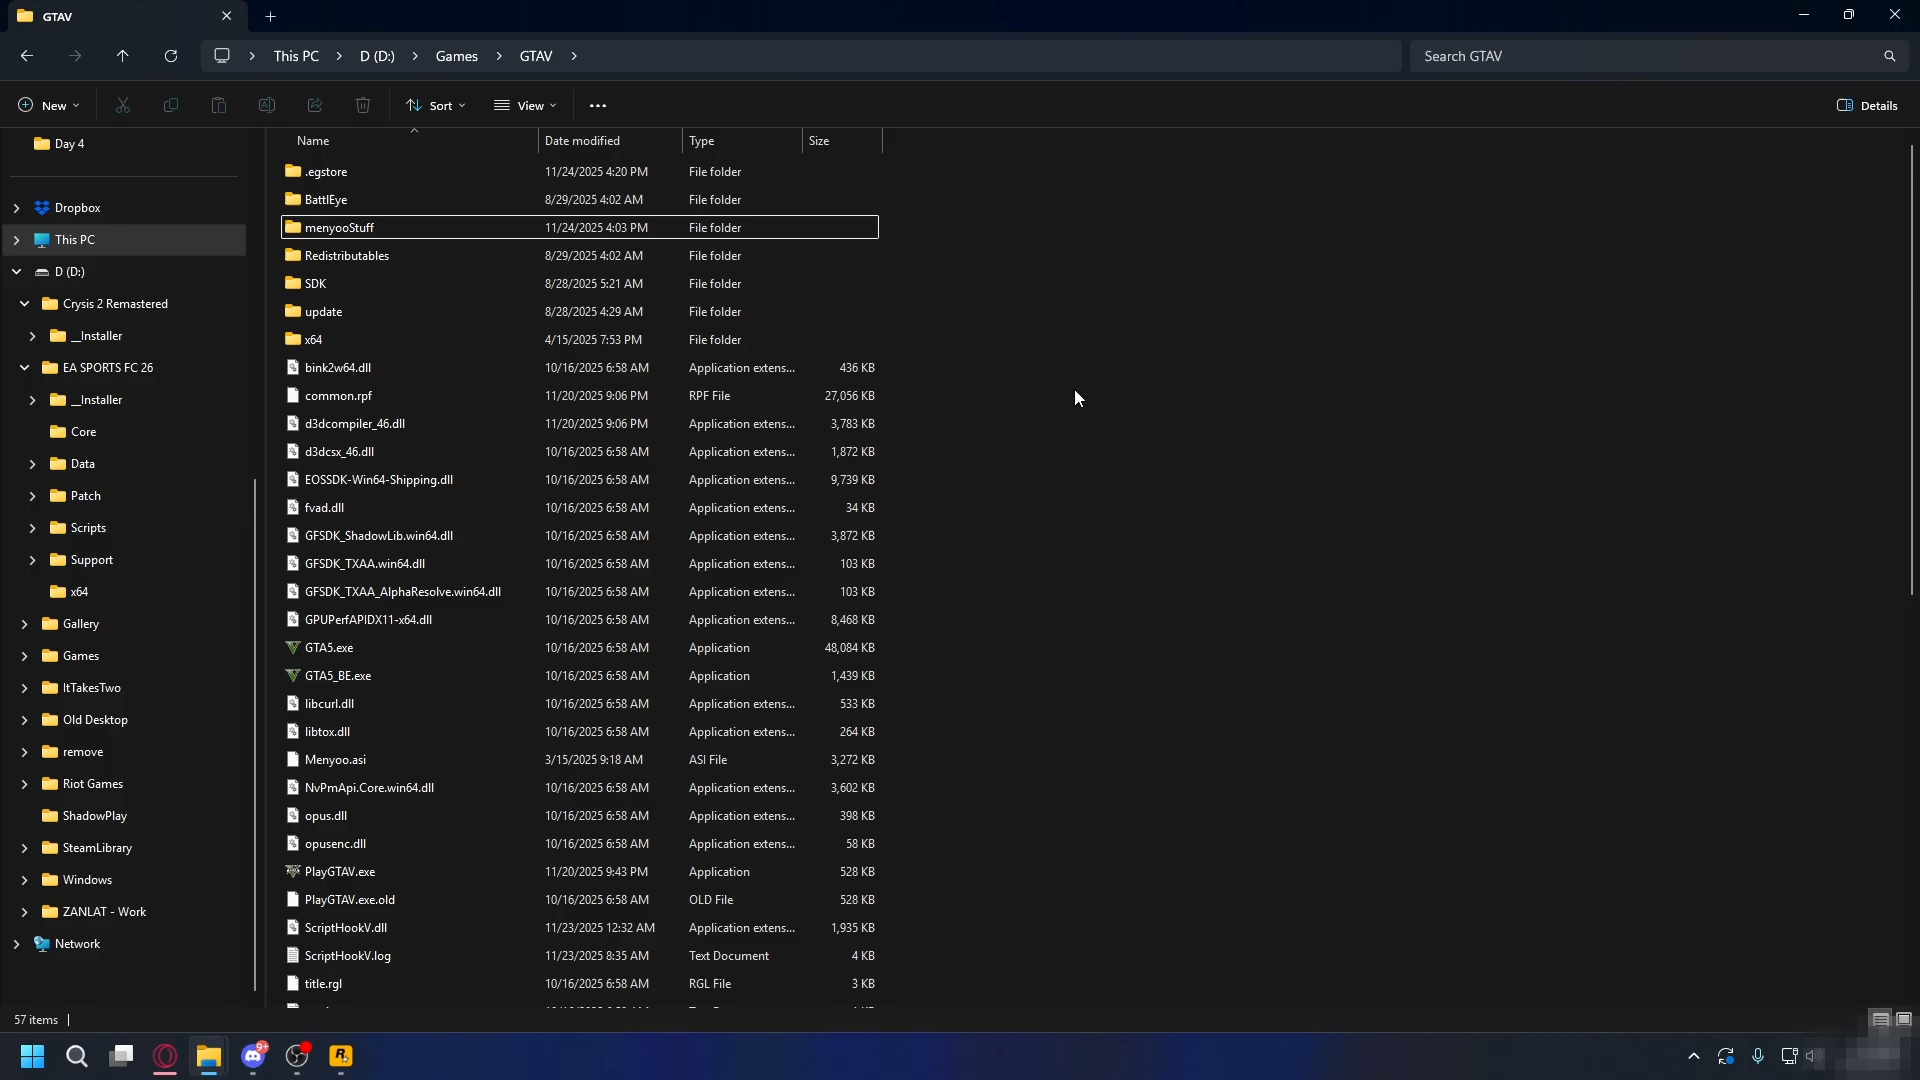 GTAV
This PC > D (D:) > Games > GTAV >
Search GTAV
New
Sort
View
Details
Day 4
Dropbox
This PC
D (D:)
Crysis 2 Remastered
__Installer
EA SPORTS FC 26
__Installer
Core
Data
Patch
Scripts
Support
x64
Gallery
Games
ItTakesTwo
Old Desktop
remove
Riot Games
ShadowPlay
SteamLibrary
Windows
ZANLAT - Work
Network
Name Date modified Type Size
.egstore 11/24/2025 4:20 PM File folder
BattlEye 8/29/2025 4:02 AM File folder
menyooStuff 11/24/2025 4:03 PM File folder
Redistributables 8/29/2025 4:02 AM File folder
SDK 8/28/2025 5:21 AM File folder
update 8/28/2025 4:29 AM File folder
x64 4/15/2025 7:53 PM File folder
bink2w64.dll 10/16/2025 6:58 AM Application extens... 436 KB
common.rpf 11/20/2025 9:06 PM RPF File 27,056 KB
d3dcompiler_46.dll 11/20/2025 9:06 PM Application extens... 3,783 KB
d3dcsx_46.dll 10/16/2025 6:58 AM Application extens... 1,872 KB
EOSSDK-Win64-Shipping.dll 10/16/2025 6:58 AM Application extens... 9,739 KB
fvad.dll 10/16/2025 6:58 AM Application extens... 34 KB
GFSDK_ShadowLib.win64.dll 10/16/2025 6:58 AM Application extens... 3,872 KB
GFSDK_TXAA.win64.dll 10/16/2025 6:58 AM Application extens... 103 KB
GFSDK_TXAA_AlphaResolve.win64.dll 10/16/2025 6:58 AM Application extens... 103 KB
GPUPerfAPIDX11-x64.dll 10/16/2025 6:58 AM Application extens... 8,468 KB
GTA5.exe 10/16/2025 6:58 AM Application 48,084 KB
GTA5_BE.exe 10/16/2025 6:58 AM Application 1,439 KB
libcurl.dll 10/16/2025 6:58 AM Application extens... 533 KB
libtox.dll 10/16/2025 6:58 AM Application extens... 264 KB
Menyoo.asi 3/15/2025 9:18 AM ASI File 3,272 KB
NvPmApi.Core.win64.dll 10/16/2025 6:58 AM Application extens... 3,602 KB
opus.dll 10/16/2025 6:58 AM Application extens... 398 KB
opusenc.dll 10/16/2025 6:58 AM Application extens... 58 KB
PlayGTAV.exe 11/20/2025 9:43 PM Application 528 KB
PlayGTAV.exe.old 10/16/2025 6:58 AM OLD File 528 KB
ScriptHookV.dll 11/23/2025 12:32 AM Application extens... 1,935 KB
ScriptHookV.log 11/23/2025 8:35 AM Text Document 4 KB
title.rgl 10/16/2025 6:58 AM RGL File 3 KB
57 items
9+